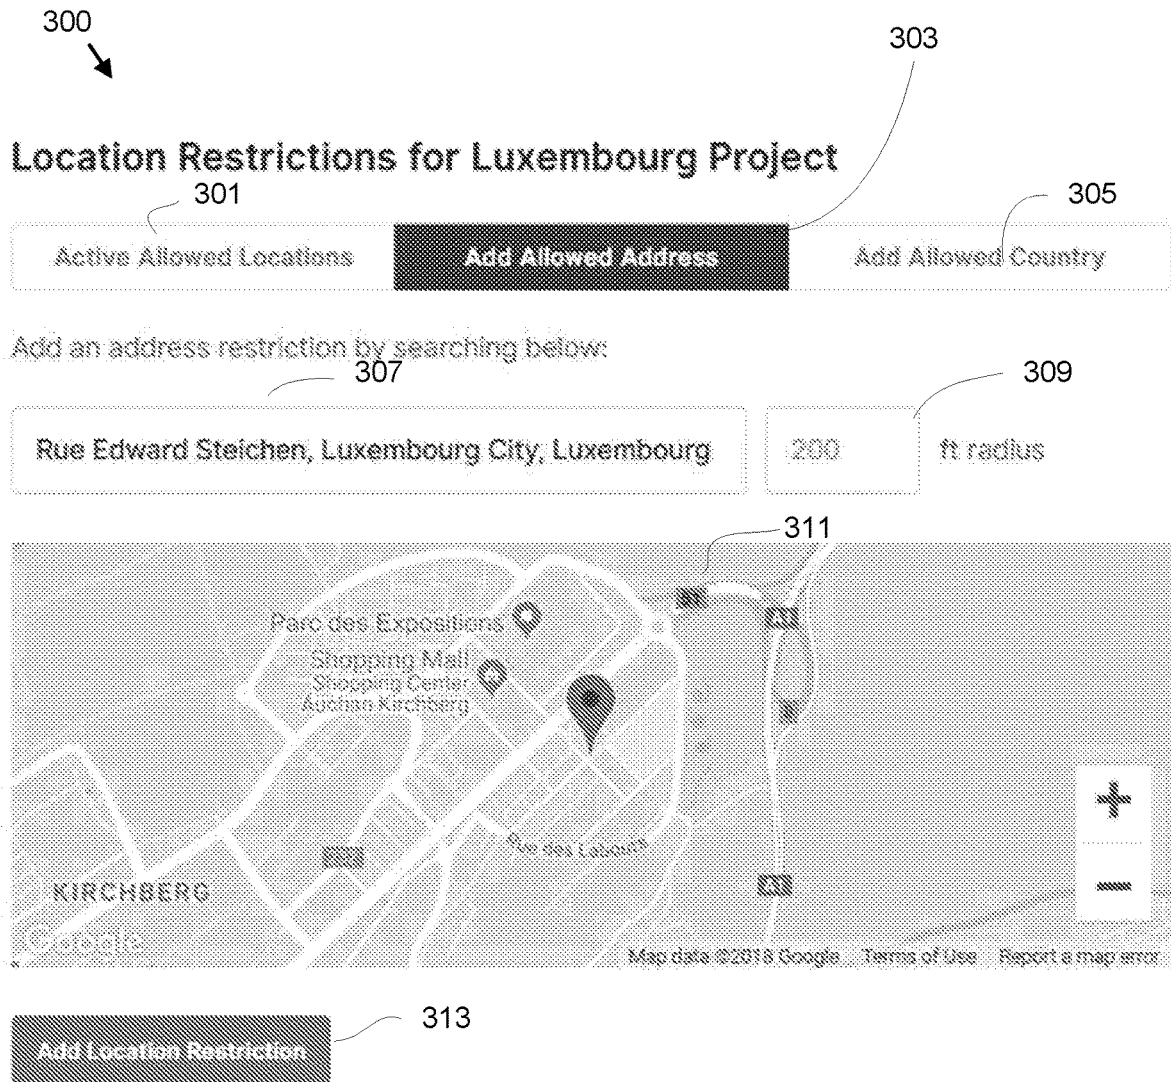 300
303
Location Restrictions for Luxembourg Project
301
305
Active Allowed Locations
Add Allowed Address
Add Allowed Country
Add an address restriction by searching below:
307
309
Rue Edward Steichen, Luxembourg City, Luxembourg
200
ft radius
311
Parc des Expositions
Shopping Mall
Shopping Center
Auchan Kirchberg
Rue des Labours
KIRCHBERG
Google
Map data ©2018 Google
Terms of Use
Report a map error
+
−
313
Add Location Restriction